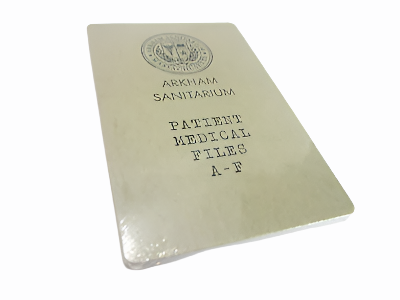 ARKHAM
SANITARIUM
PATIENT
MEDICAL
FILES
A-F